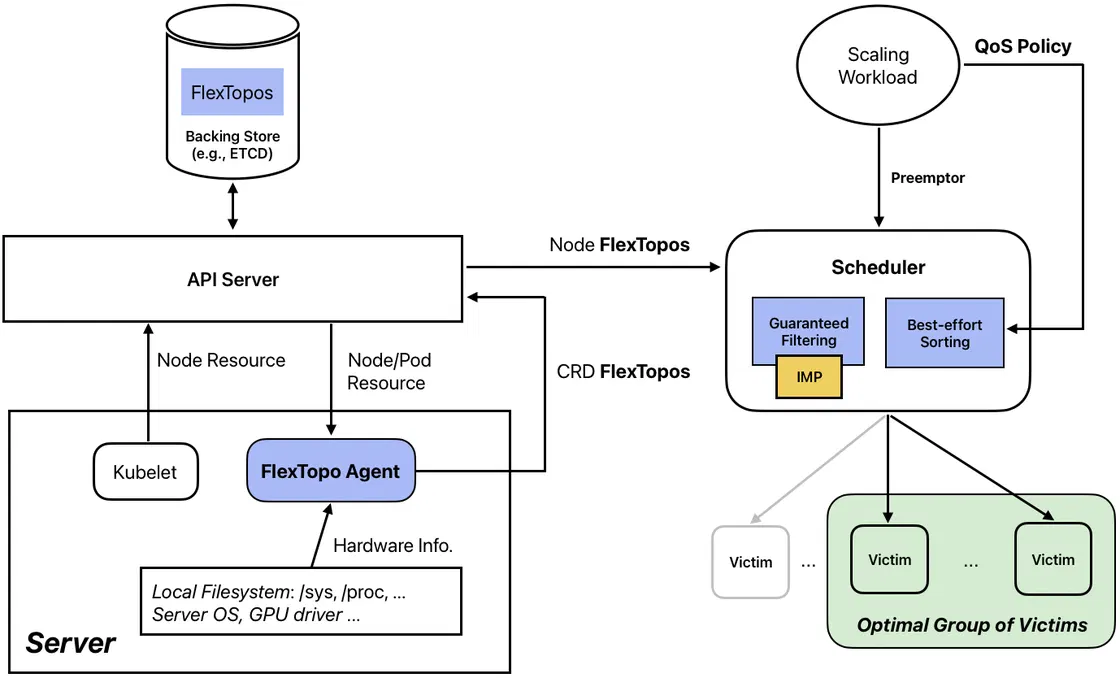 FlexTopos
Backing Store
(e.g., ETCD)
Scaling
Workload
QoS Policy
Preemptor
API Server
Node FlexTopos
Scheduler
Guaranteed
Filtering
IMP
Best-effort
Sorting
Node Resource
Node/Pod
Resource
CRD FlexTopos
Kubelet
FlexTopo Agent
Hardware Info.
Local Filesystem: /sys, /proc, ...
Server OS, GPU driver ...
Server
Victim
...
Victim
...
Victim
Optimal Group of Victims